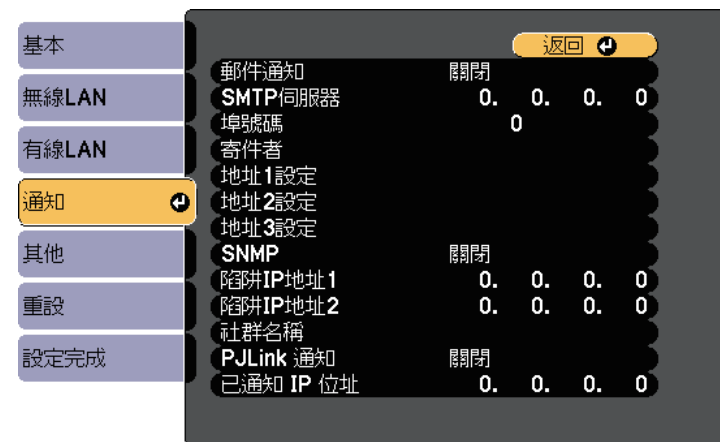 基本
無線LAN
有線LAN
通知
其他
重設
設定完成
返回
郵件通知 關閉
SMTP伺服器 0. 0. 0. 0
埠號碼 0
寄件者
地址1設定
地址2設定
地址3設定
SNMP 關閉
陷阱IP地址1 0. 0. 0. 0
陷阱IP地址2 0. 0. 0. 0
社群名稱
PJLink 通知 關閉
已通知 IP 位址 0. 0. 0. 0